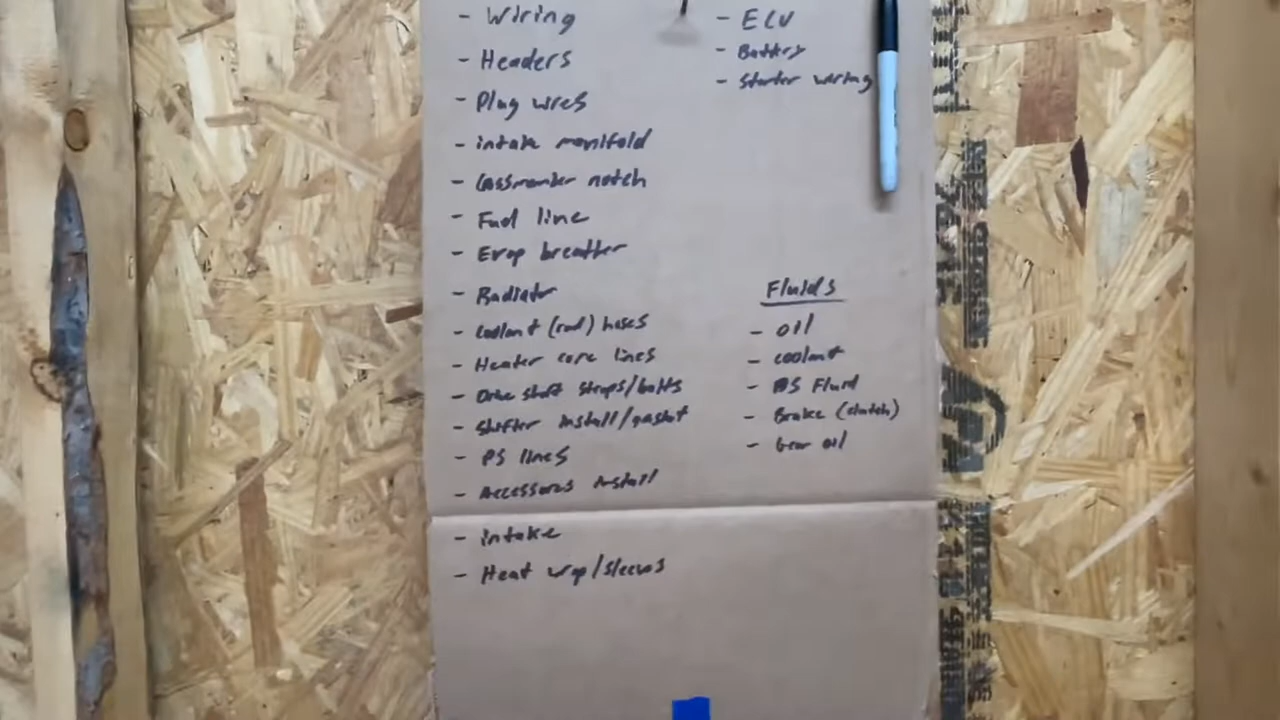 - Wiring
- Headers
- Plug wires
- intake manifold
- Crossmember notch
- Fuel line
- Evap breather
- Radiator
- coolant (rad) hoses
- Heater core lines
- Drive shaft straps/bolts
- Shifter install/gasket
- PS lines
- Accessories install
- intake
- Heat wrap/sleeves
- ECU
- Battery
- Starter wiring
Fluids
- oil
- coolant
- PS Fluid
- Brake (clutch)
- Gear oil